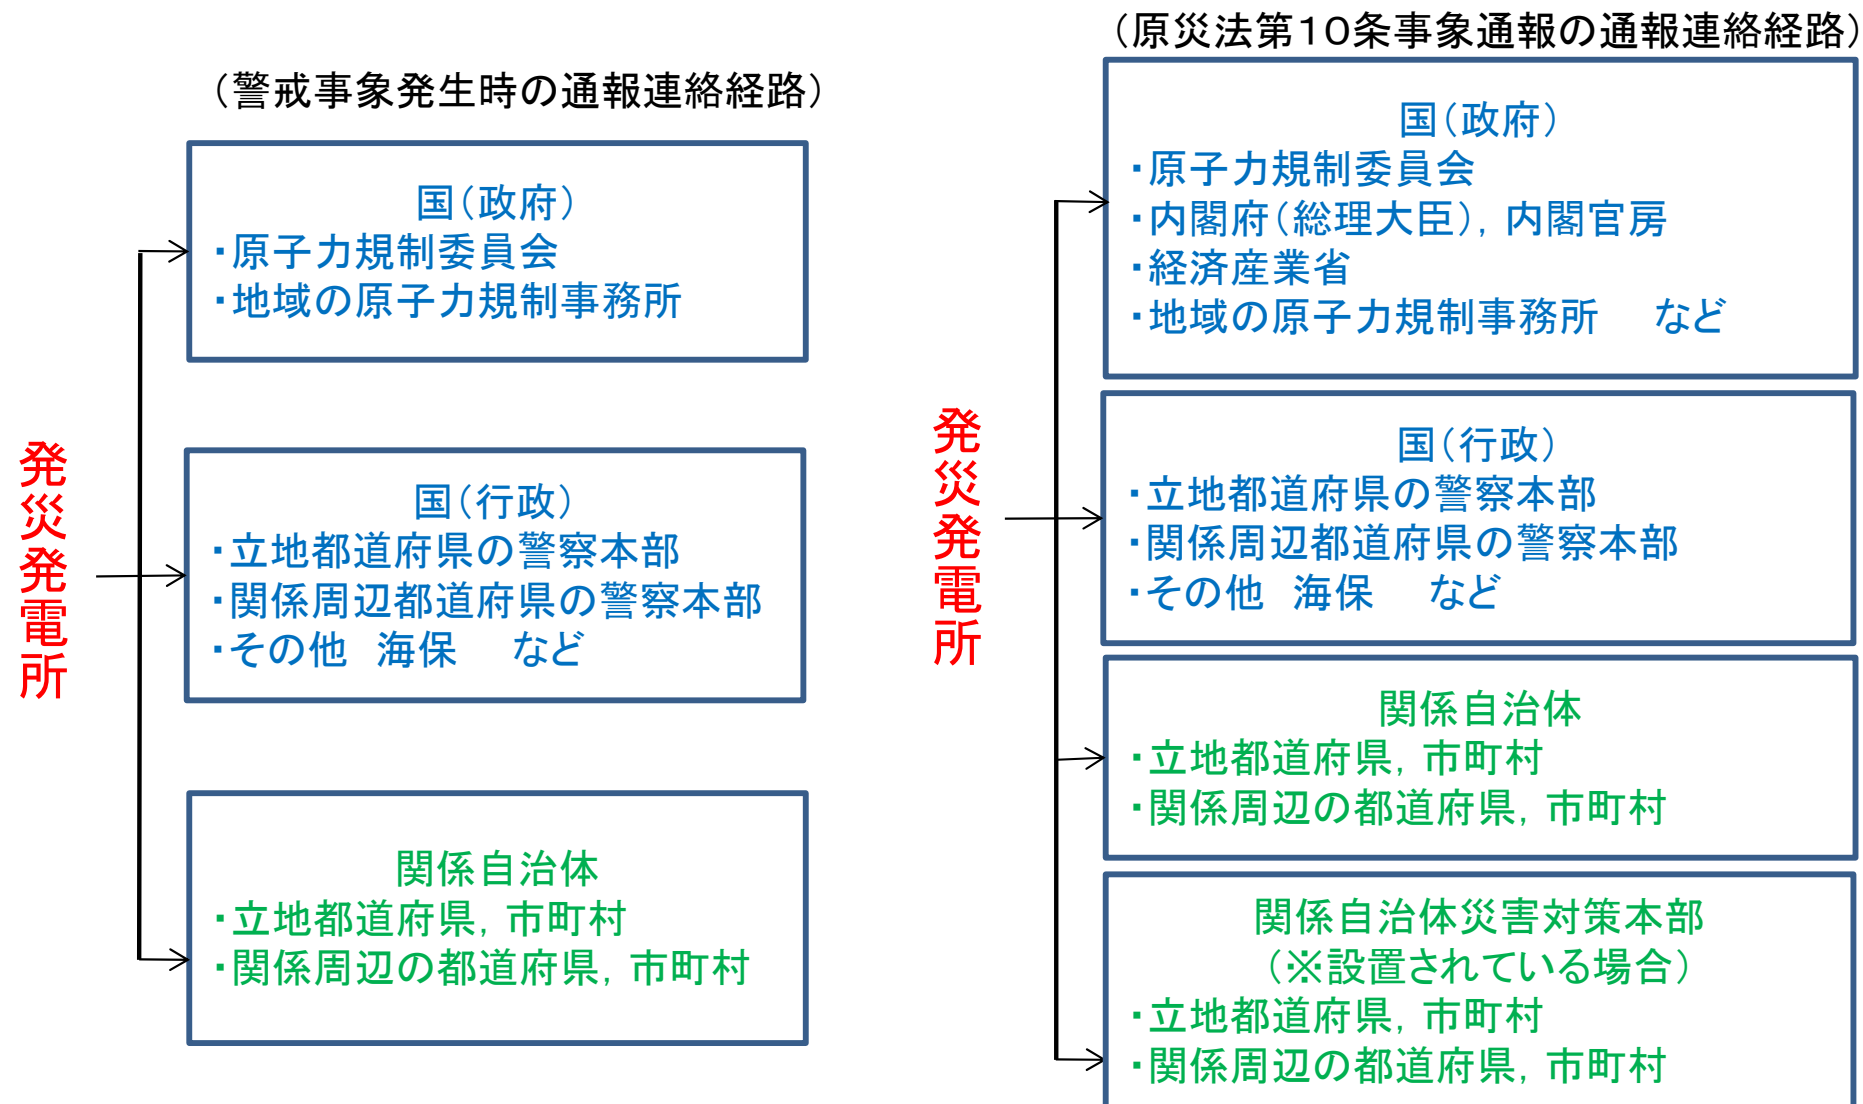 （警戒事象発生時の通報連絡経路）
発災発電所
国（政府）
・原子力規制委員会
・地域の原子力規制事務所
国（行政）
・立地都道府県の警察本部
・関係周辺都道府県の警察本部
・その他　海保　など
関係自治体
・立地都道府県, 市町村
・関係周辺の都道府県, 市町村
（原災法第１０条事象通報の通報連絡経路）
発災発電所
国（政府）
・原子力規制委員会
・内閣府（総理大臣）, 内閣官房
・経済産業省
・地域の原子力規制事務所　など
国（行政）
・立地都道府県の警察本部
・関係周辺都道府県の警察本部
・その他　海保　など
関係自治体
・立地都道府県, 市町村
・関係周辺の都道府県, 市町村
関係自治体災害対策本部
（※設置されている場合）
・立地都道府県, 市町村
・関係周辺の都道府県, 市町村